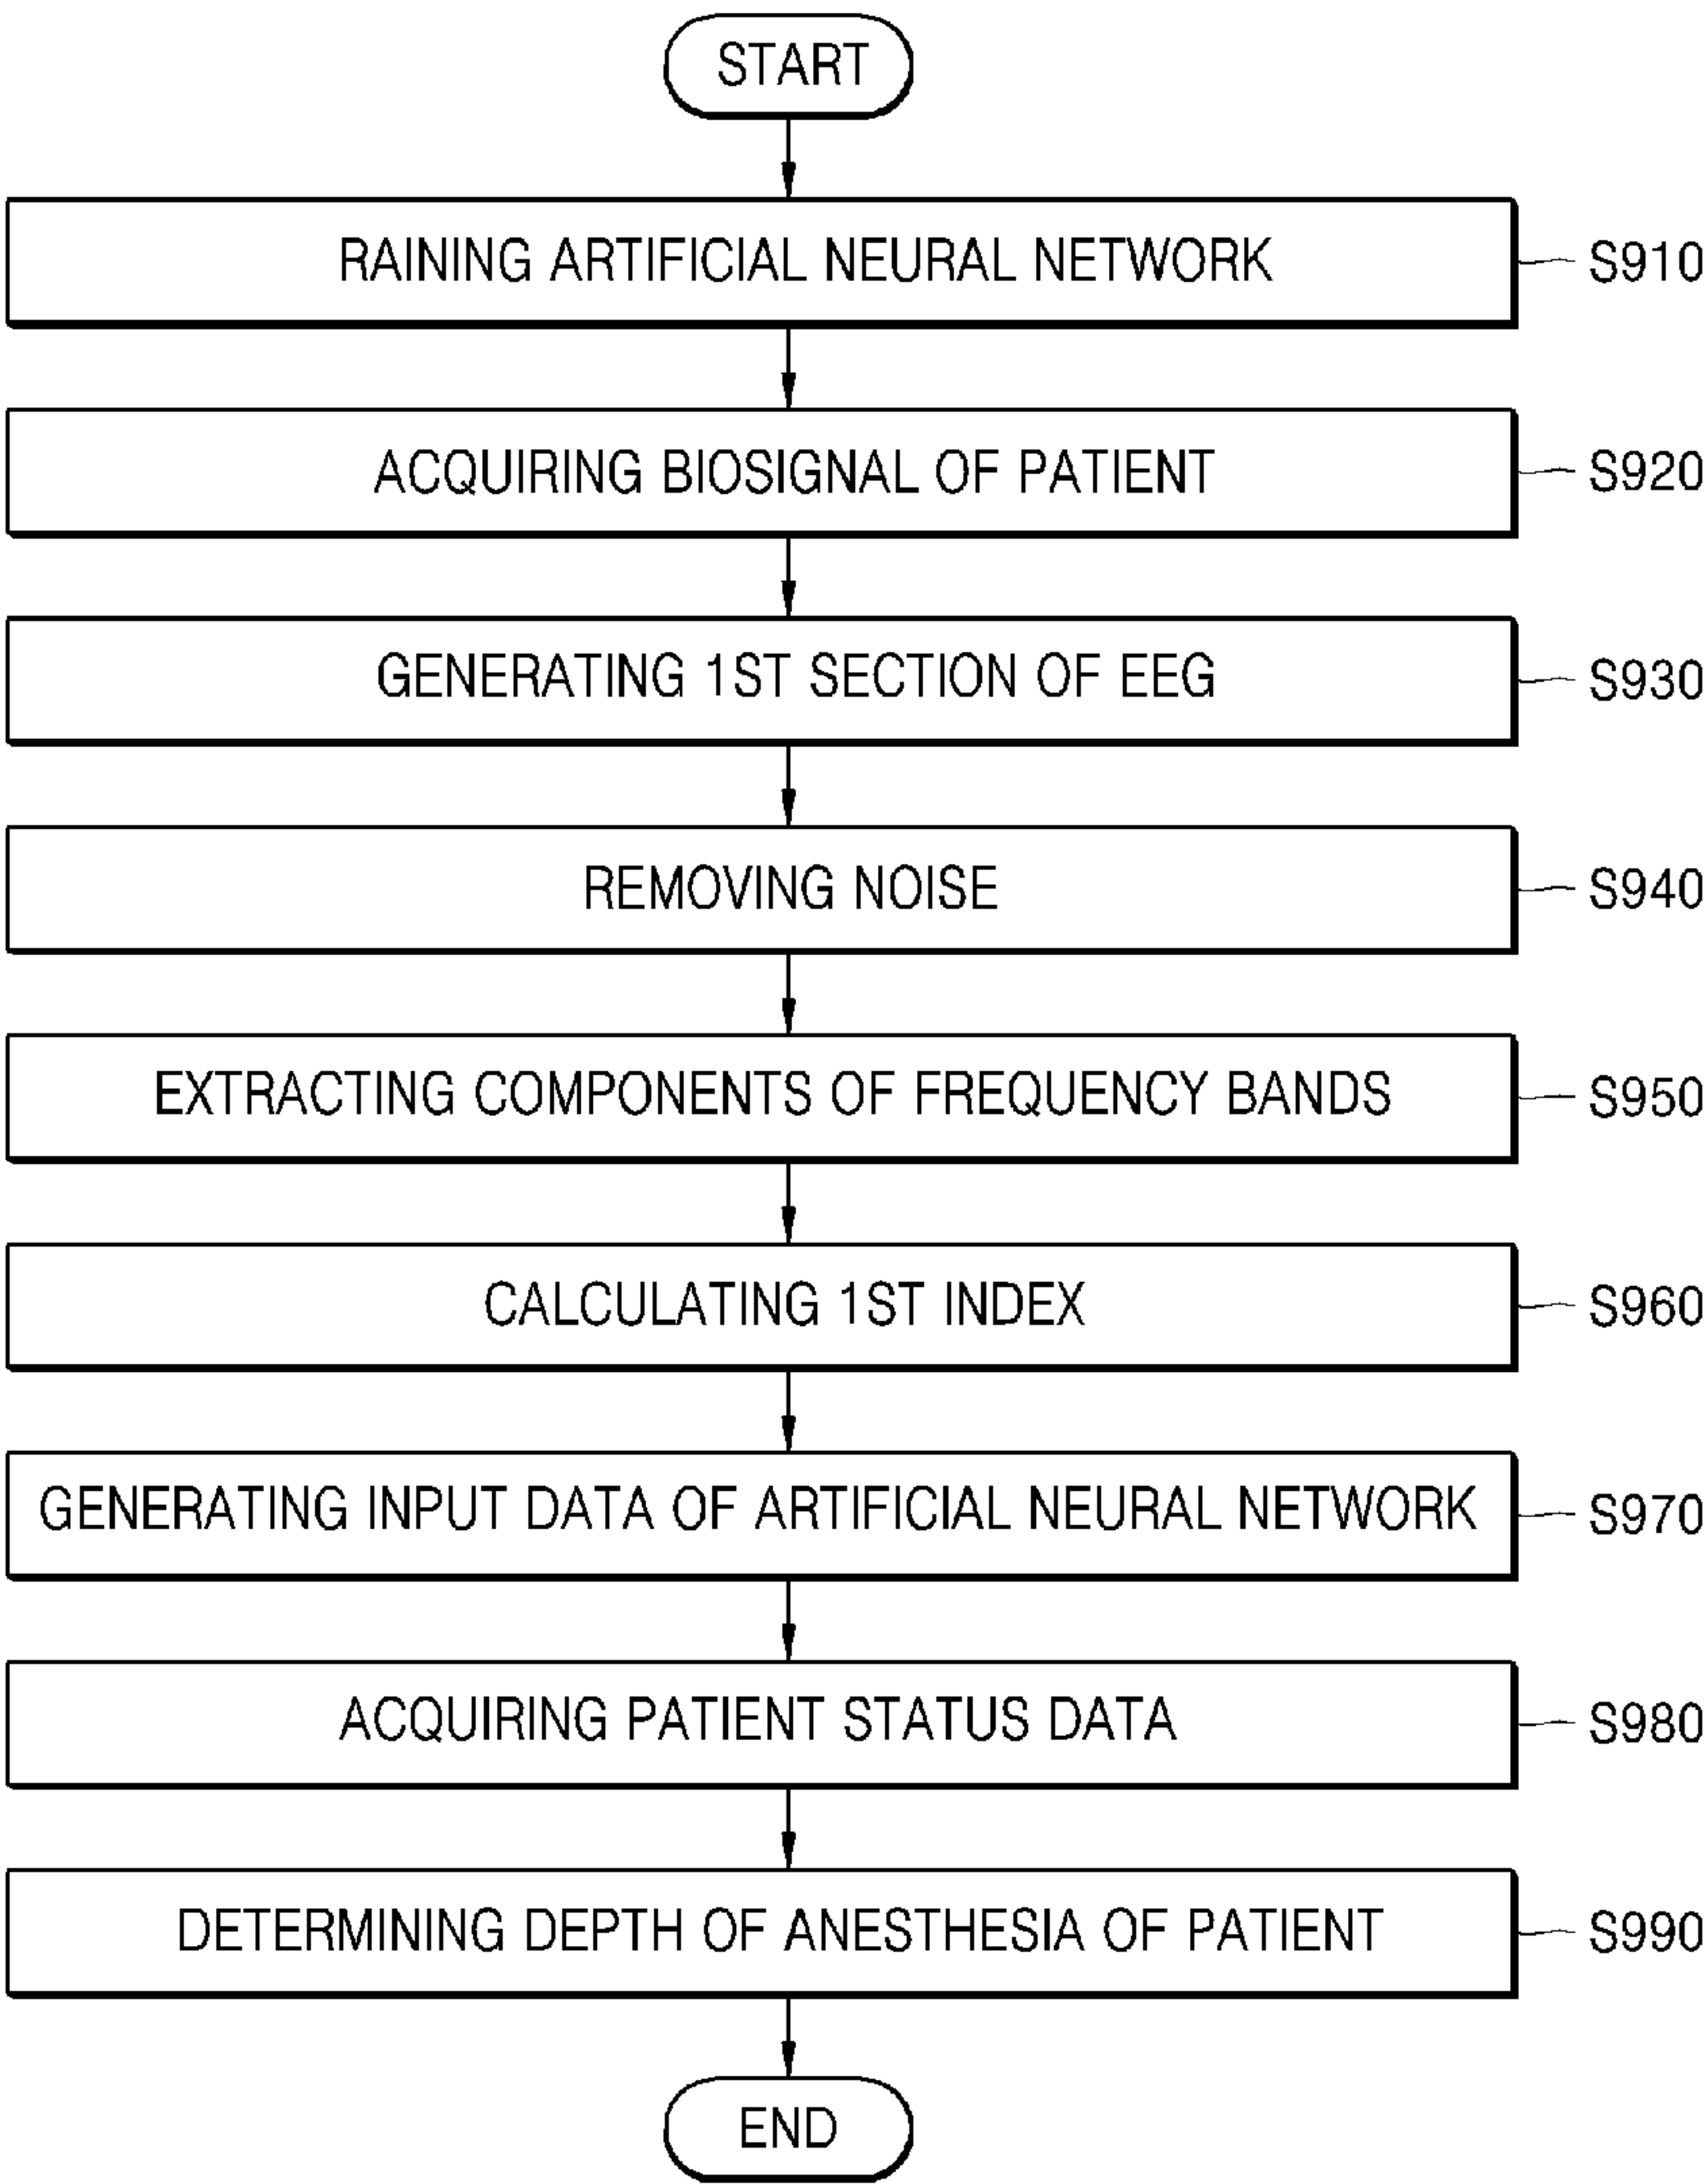 START
RAINING ARTIFICIAL NEURAL NETWORK
S910
ACQUIRING BIOSIGNAL OF PATIENT
S920
GENERATING 1ST SECTION OF EEG
S930
REMOVING NOISE
S940
EXTRACTING COMPONENTS OF FREQUENCY BANDS
S950
CALCULATING 1ST INDEX
S960
GENERATING INPUT DATA OF ARTIFICIAL NEURAL NETWORK
S970
ACQUIRING PATIENT STATUS DATA
S980
DETERMINING DEPTH OF ANESTHESIA OF PATIENT
S990
END